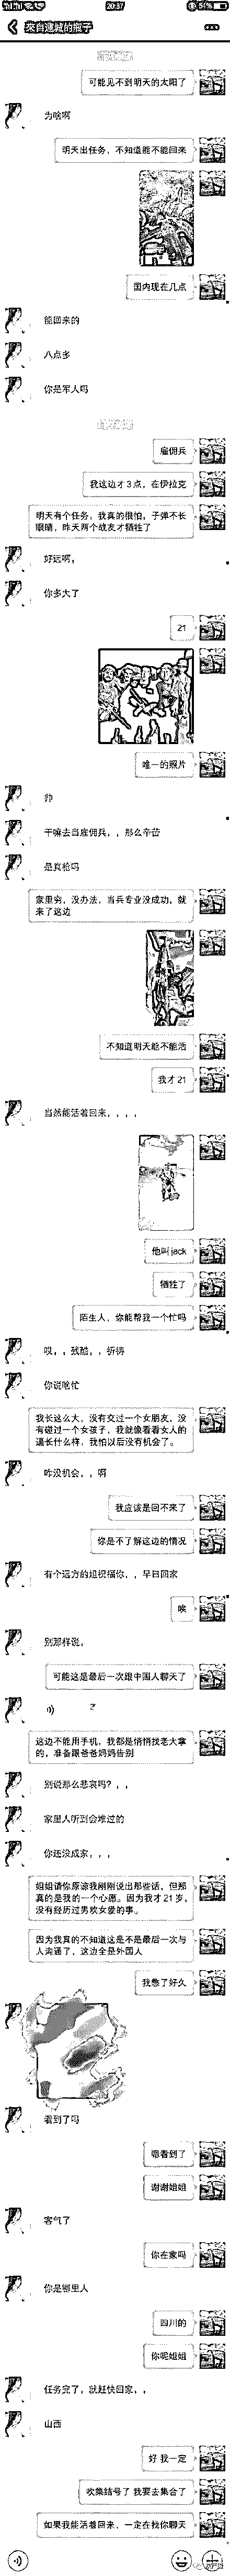 20:37
51%
来自连城的瓶子
可能见不到明天的太阳了
为啥啊
明天出任务，不知道能不能回来
国内现在几点
能回来的
八点多
你是军人吗
雇佣兵
我这边才3点，在伊拉克
明天有个任务，我真的很怕，子弹不长
眼睛，昨天两个战友才牺牲了
好远啊，
你多大了
21
唯一的照片
帅
干嘛去当雇佣兵，，那么辛苦
是真枪吗
家里穷，没办法，当兵专业没成功，就
来了这边
不知道明天能不能活
我才21
当然能活着回来，，，，
他叫jack
牺牲了
陌生人，你能帮我一个忙吗
哎，，残酷，，祈祷
你说啥忙
我长这么大，没有交过一个女朋友，没
有碰过一个女孩子，我就像看看女人的
逼长什么样，我怕以后没有机会了。
咋没机会，，啊
我应该是回不来了
你是不了解这边的情况
有个远方的姐祝福你，，早日回家
唉
别那样说，
可能这是最后一次跟中国人聊天了
2"
这边不能用手机，我都是悄悄找老大拿
的，准备跟爸爸妈妈告别
别说那么悲哀吗？，，
家里人听到会难过的
你还没成家，，，
姐姐请你原谅我刚刚说出那些话，但那
真的是我的一个心愿。因为我才21岁，
没有经历过男欢女爱的事。
因为我真的不知道这是不是最后一次与
人沟通了，这边全是外国人
我憋了好久
看到了吗
嗯看到了
谢谢姐姐
客气了
你在家吗
你是哪里人
四川的
你呢姐姐
任务完了，就赶快回家，，
山西
好 我一定
吹集结号了 我要去集合了
如果我能活着回来，一定在找你聊天